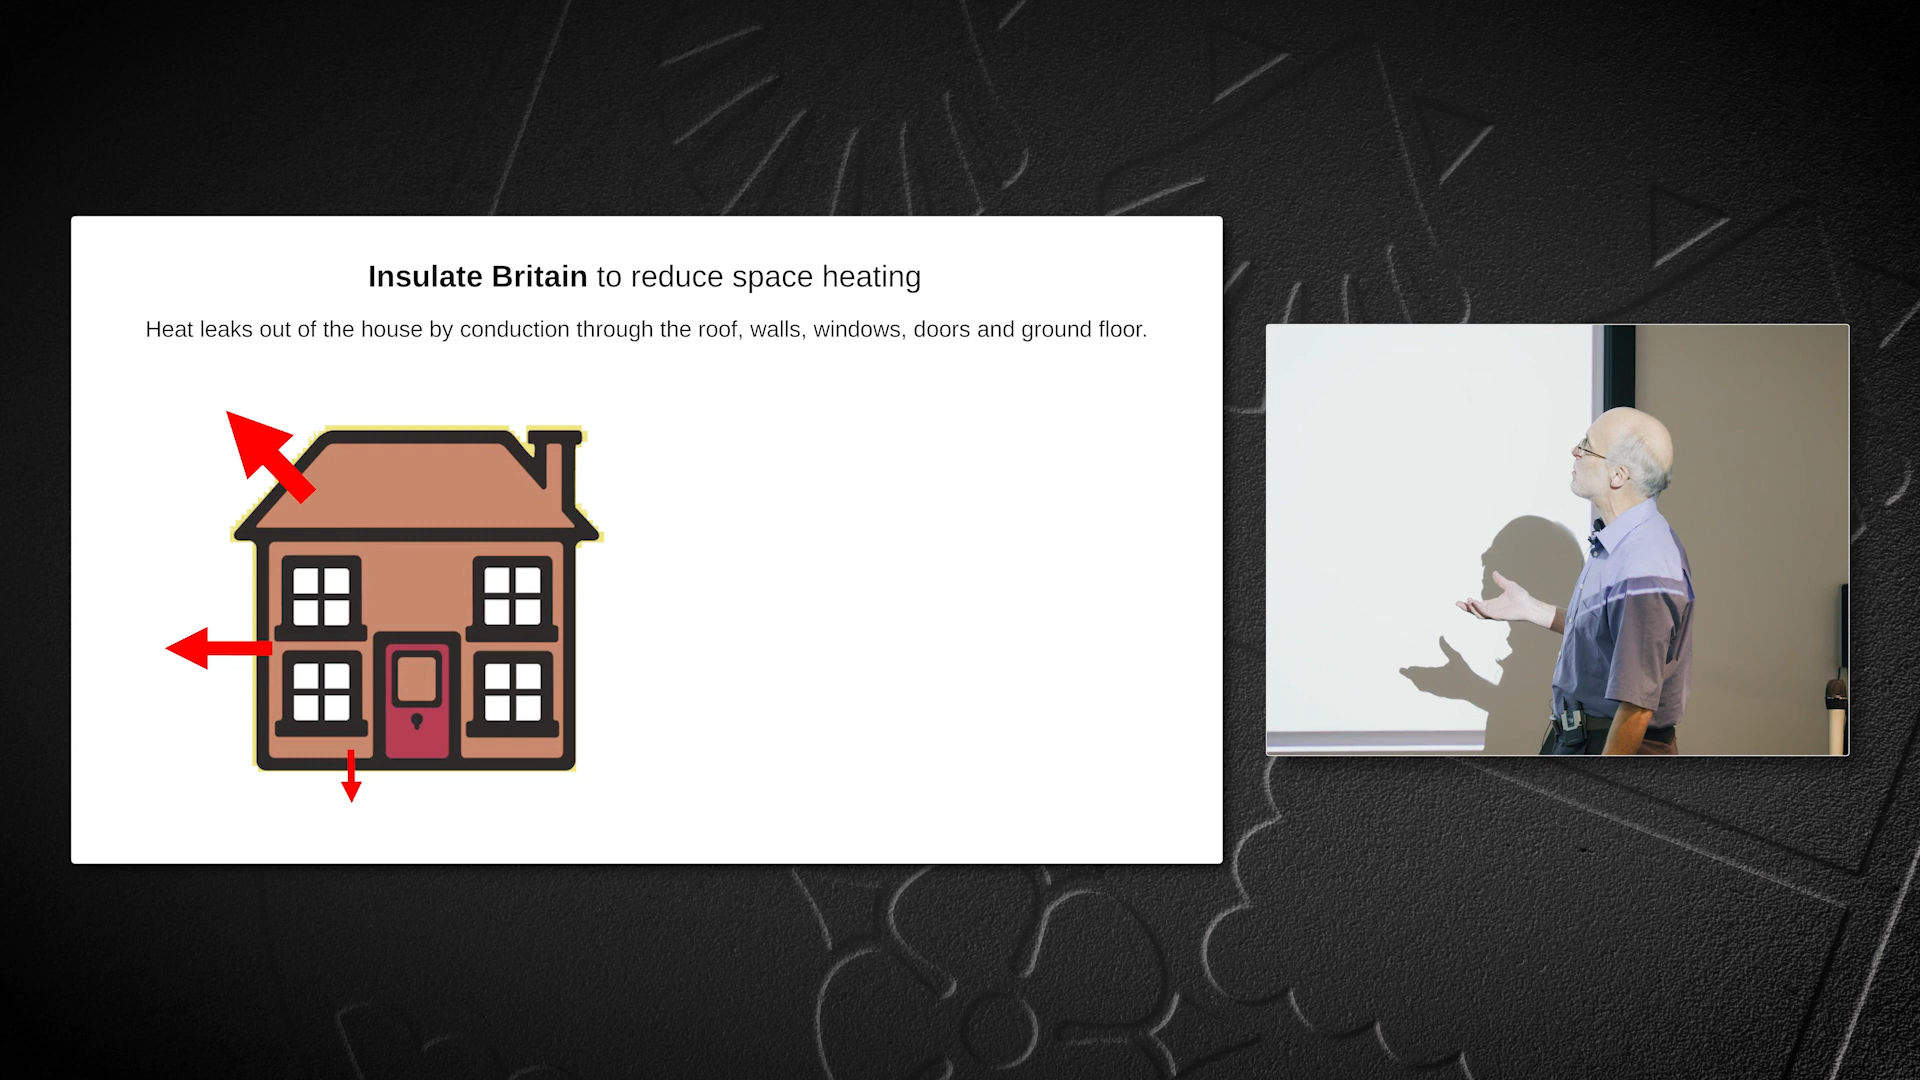 Insulate Britain to reduce space heating
Heat leaks out of the house by conduction through the roof, walls, windows, doors and ground floor.